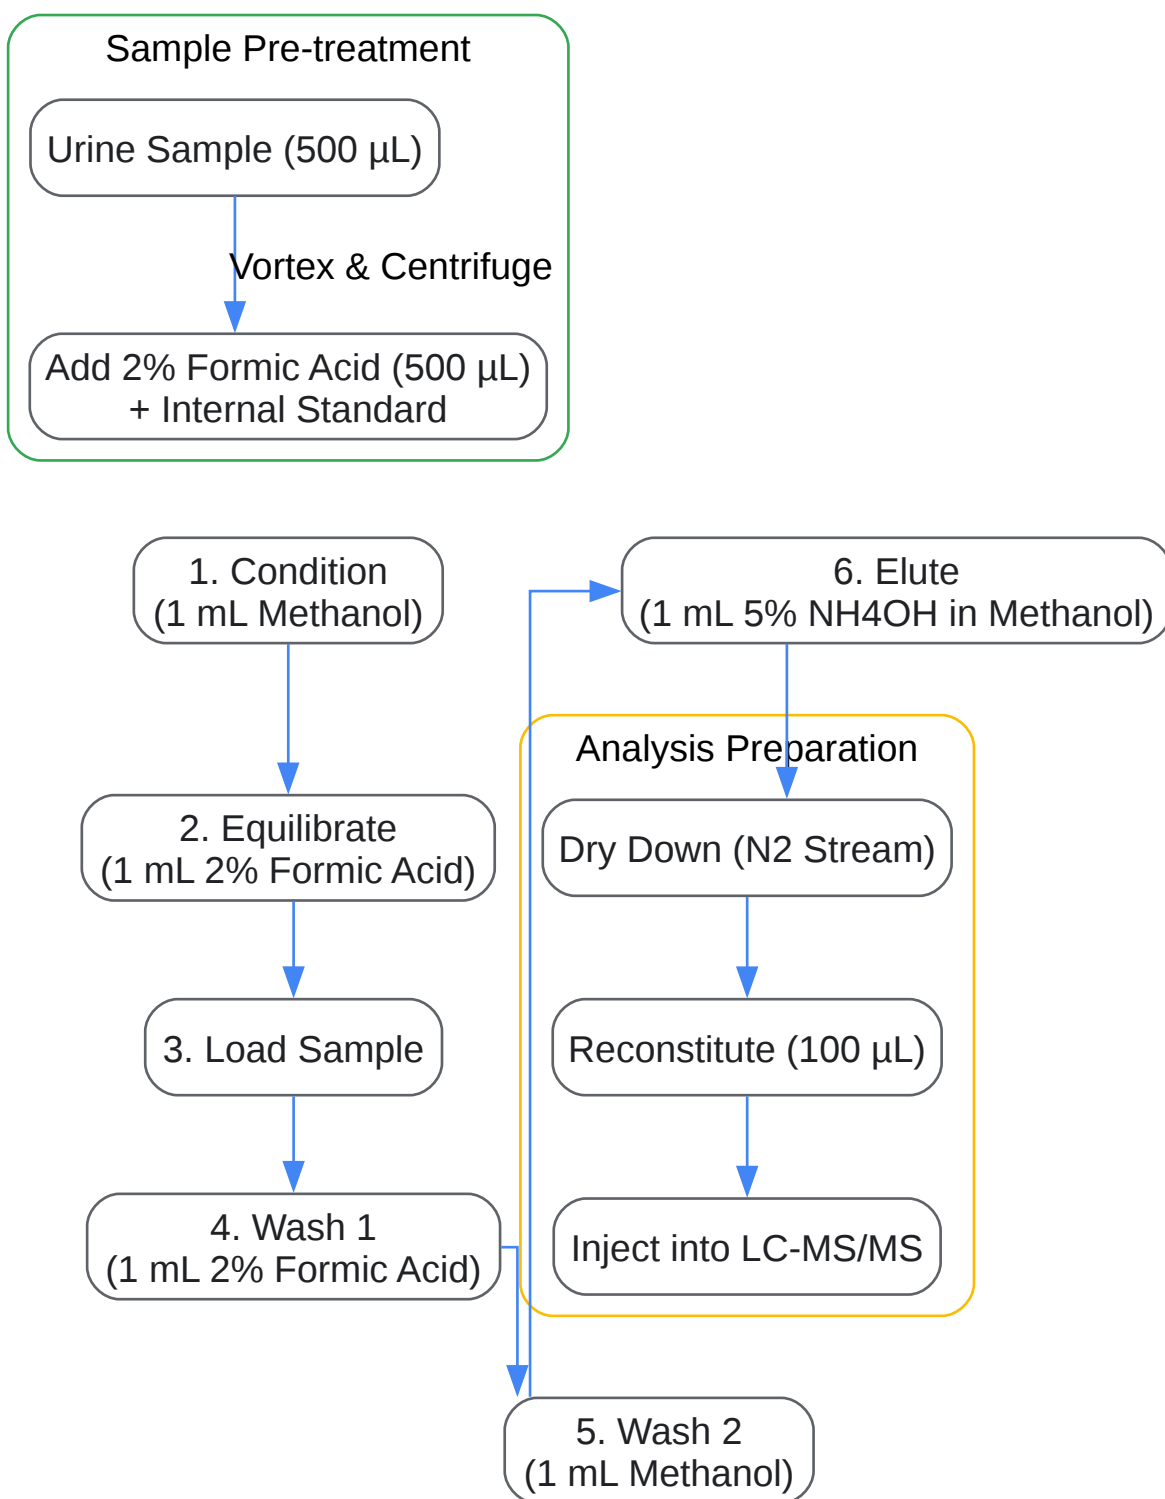 Sample Pre-treatment
Urine Sample (500 µL)
Vortex & Centrifuge
Add 2% Formic Acid (500 µL)
+ Internal Standard
1. Condition
(1 mL Methanol)
2. Equilibrate
(1 mL 2% Formic Acid)
3. Load Sample
4. Wash 1
(1 mL 2% Formic Acid)
5. Wash 2
(1 mL Methanol)
6. Elute
(1 mL 5% NH4OH in Methanol)
Analysis Preparation
Dry Down (N2 Stream)
Reconstitute (100 µL)
Inject into LC-MS/MS